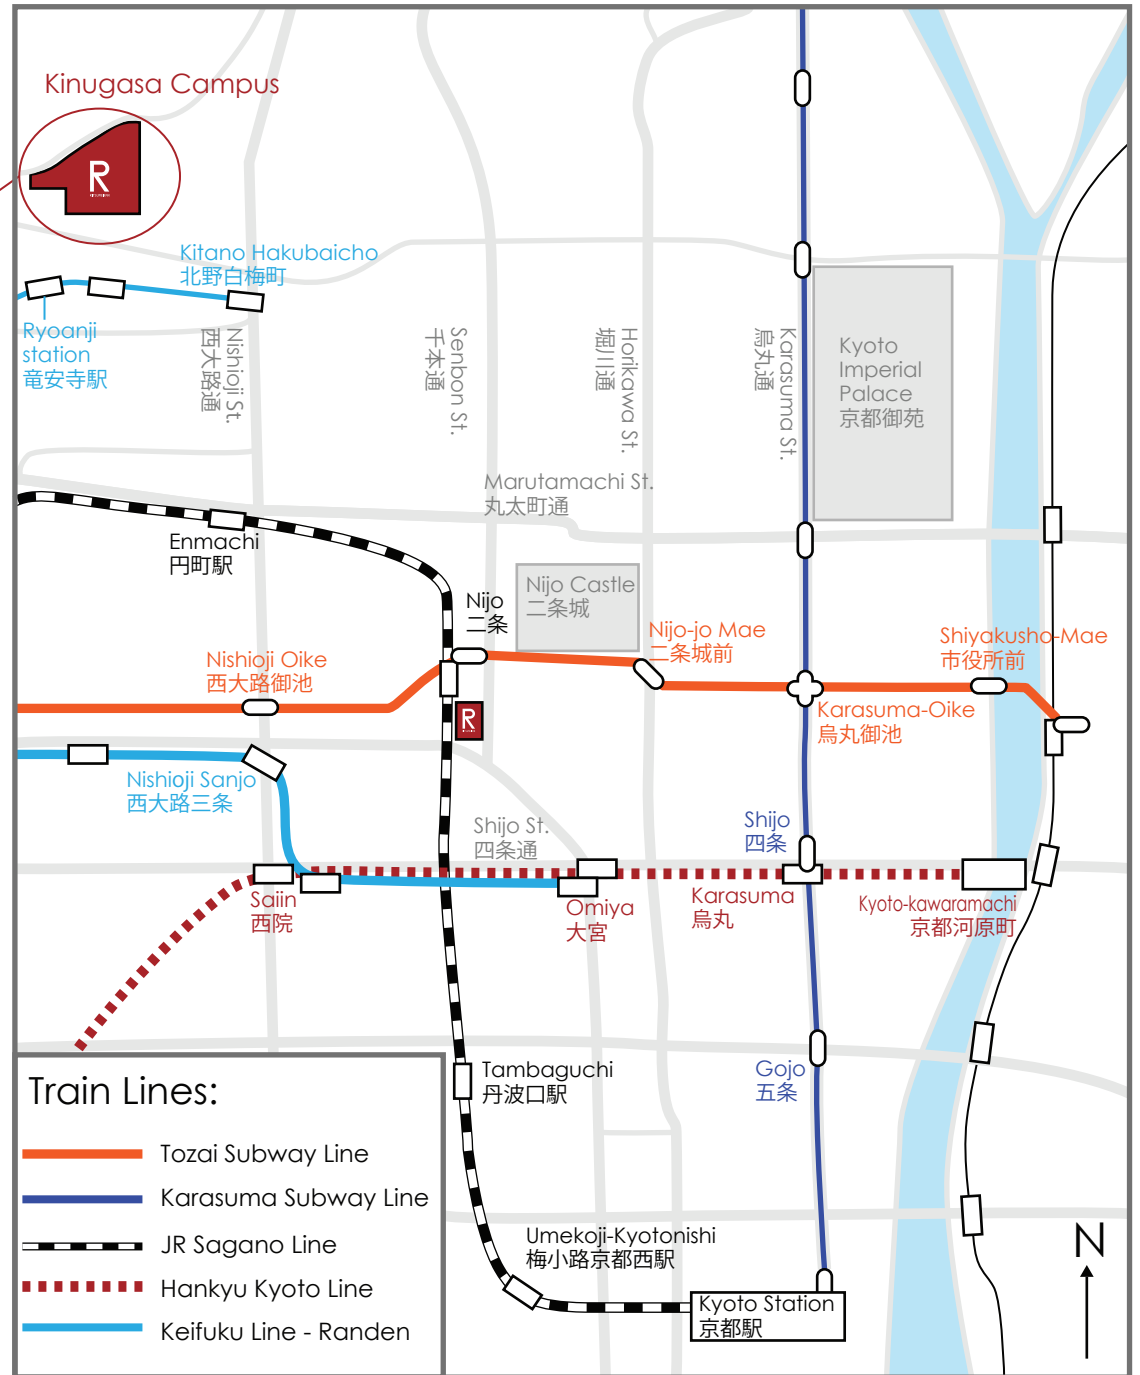 Kinugasa Campus
R
Kitano Hakubaicho
北野白梅町
Ryoanji
station
竜安寺駅
Nishioji St.
西大路通
Senbon St.
千本通
Horikawa St.
堀川通
Karasuma St.
烏丸通
Kyoto
Imperial
Palace
京都御苑
Marutamachi St.
丸太町通
Enmachi
円町駅
Nijo Castle
二条城
Nijo
二条
Nijo-jo Mae
二条城前
Shiyakusho-Mae
市役所前
Nishioji Oike
西大路御池
R
Karasuma-Oike
烏丸御池
Nishioji Sanjo
西大路三条
Shijo St.
四条通
Shijo
四条
Saiin
西院
Omiya
大宮
Karasuma
烏丸
Kyoto-kawaramachi
京都河原町
Tambaguchi
丹波口駅
Gojo
五条
Umekoji-Kyotonishi
梅小路京都西駅
Kyoto Station
京都駅
N
Train Lines:
Tozai Subway Line
Karasuma Subway Line
JR Sagano Line
Hankyu Kyoto Line
Keifuku Line - Randen